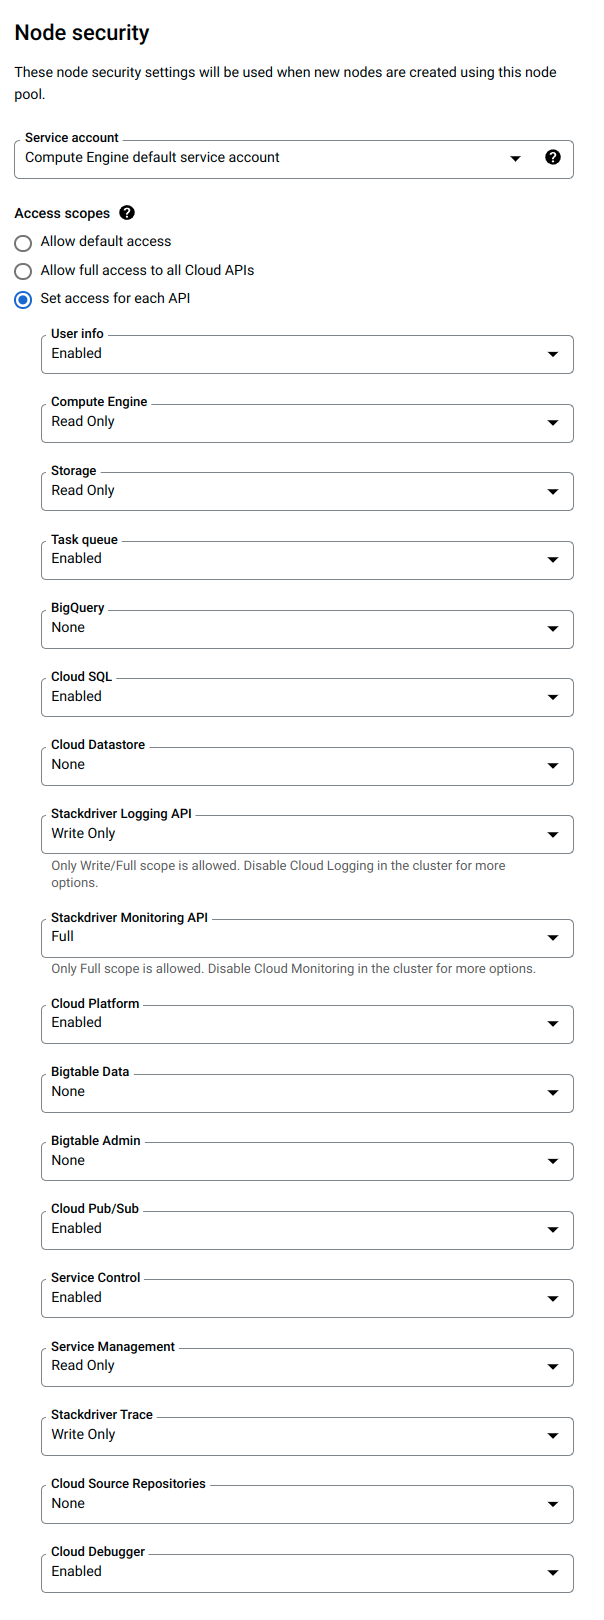 Node security
These node security settings will be used when new nodes are created using this node
pool.
Service account
Compute Engine default service account
Access scopes
Allow default access
Allow full access to all Cloud APIs
Set access for each API
User info
Enabled
Compute Engine
Read Only
Storage
Read Only
Task queue
Enabled
BigQuery
None
Cloud SQL
Enabled
Cloud Datastore
None
Stackdriver Logging API
Write Only
Only Write/Full scope is allowed. Disable Cloud Logging in the cluster for more
options.
Stackdriver Monitoring API
Full
Only Full scope is allowed. Disable Cloud Monitoring in the cluster for more options.
Cloud Platform
Enabled
Bigtable Data
None
Bigtable Admin
None
Cloud Pub/Sub
Enabled
Service Control
Enabled
Service Management
Read Only
Stackdriver Trace
Write Only
Cloud Source Repositories
None
Cloud Debugger
Enabled